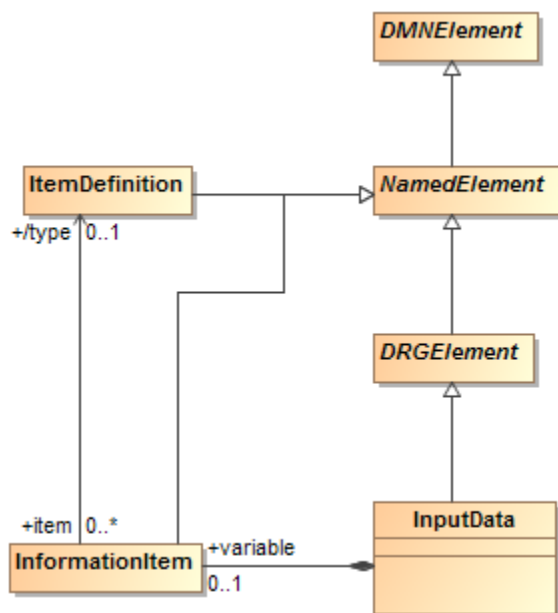 DMNElement
ItemDefinition
NamedElement
+/type 0..1
DRGElement
+item 0..*
InputData
InformationItem
+variable
0..1